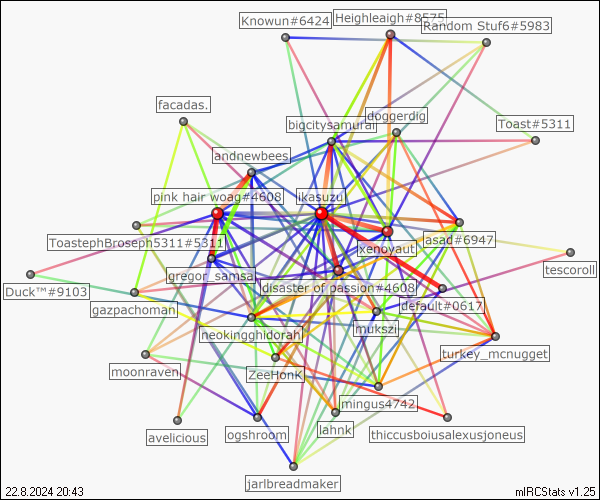 Knowun#6424
Heighleaigh#8575
Random Stuf6#5983
facadas.
bigcitysamurai
doggerdig
Toast#5311
andnewbees
pink hair woag#4608
ikasuzu
ToastephBroseph5311#5311
xenoyaut
asad#6947
gregor_samsa
tescoroll
Duck™#9103
disaster of passion#4608
gazpachoman
default#0617
neokingghidorah
mukszi
turkey_mcnugget
moonraven
ZeeHonK
mingus4742
avelicious
ogshroom
lahnk
thiccusboiusalexusjoneus
jarlbreadmaker
22.8.2024 20:43
mIRCStats v1.25